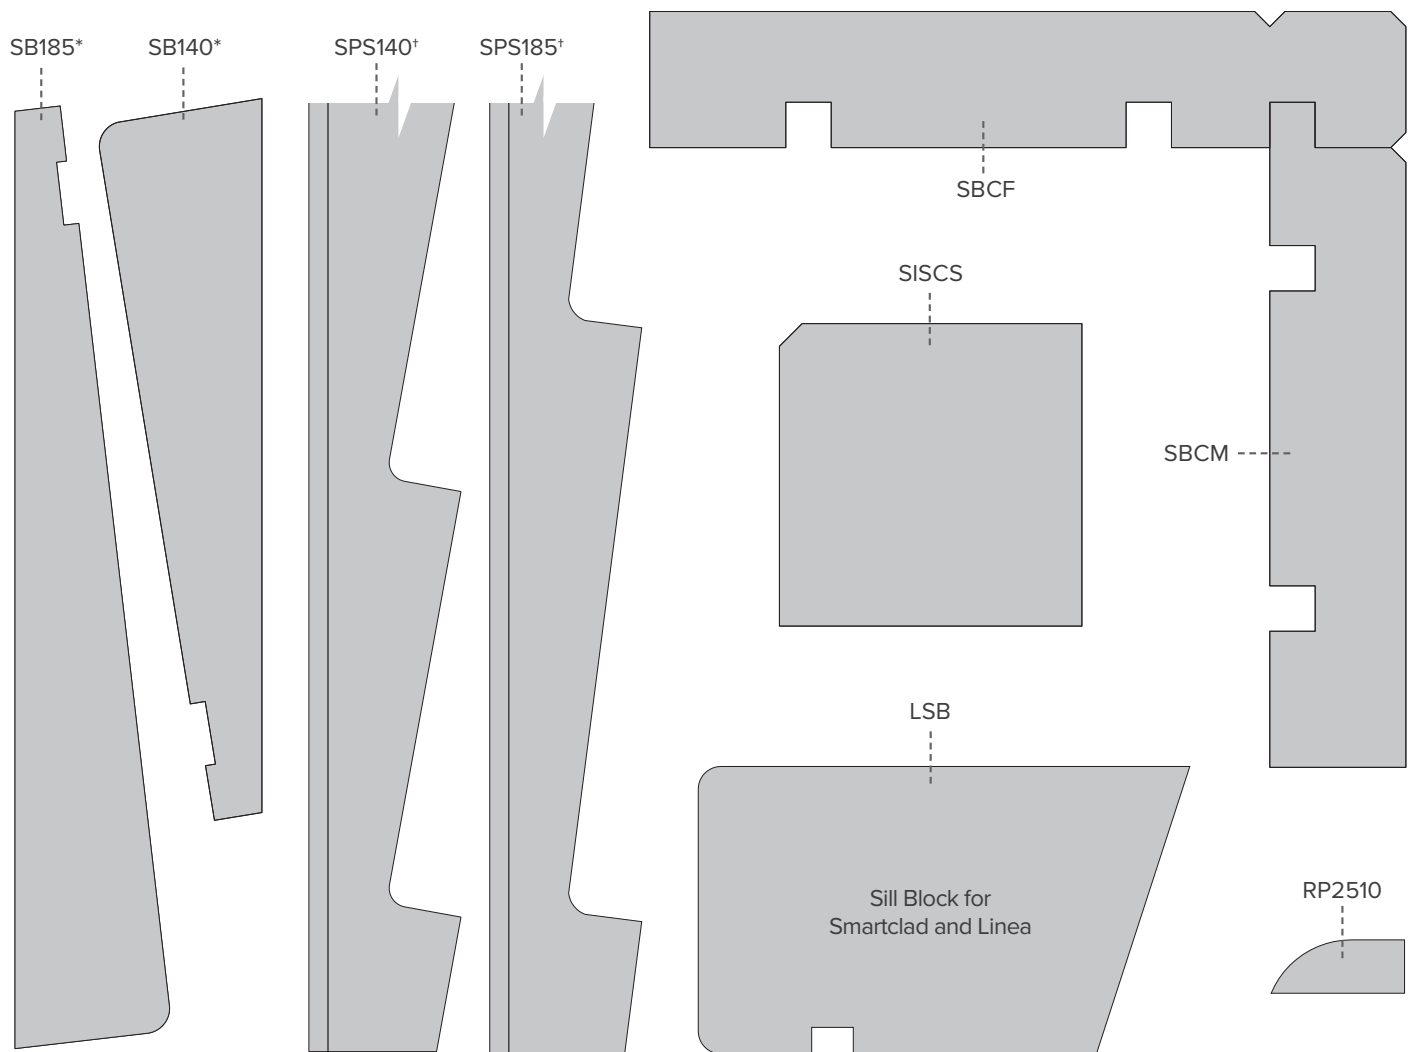 SB185*
SB140*
SPS140†
SPS185†
SBCF
SISCS
SBCM
LSB
Sill Block for
Smartclad and Linea
RP2510